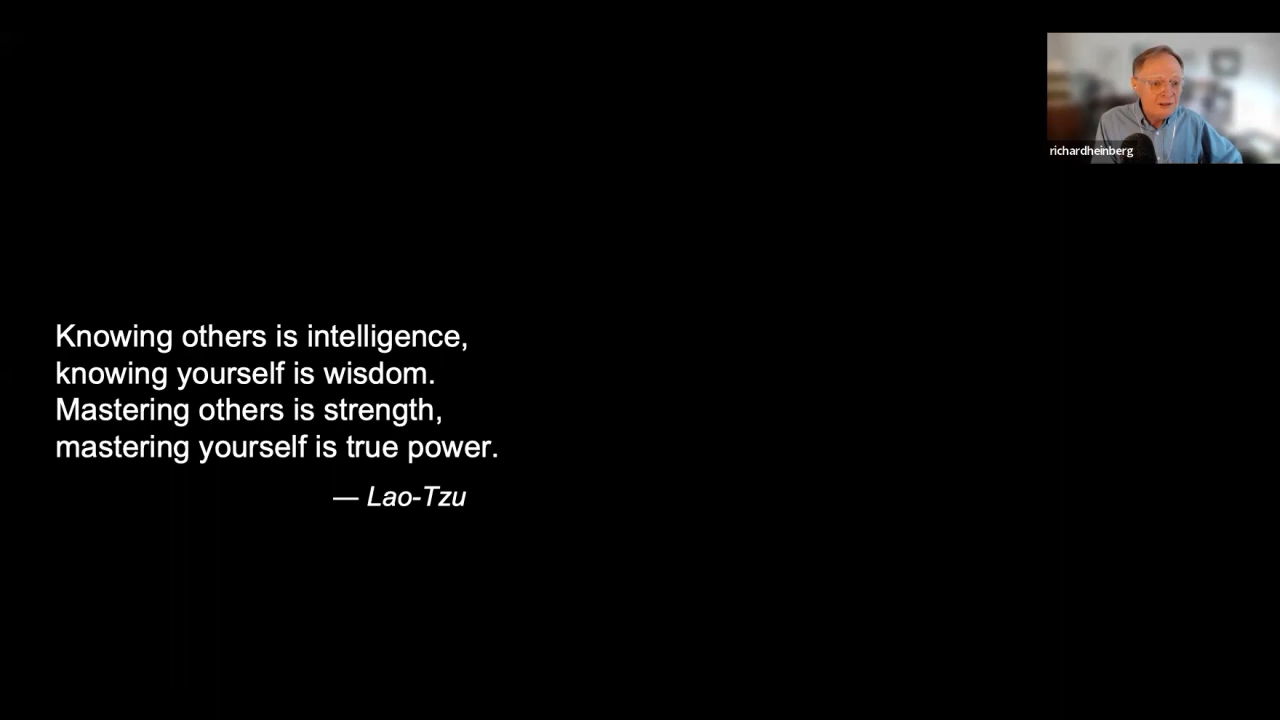 richardheinberg
Knowing others is intelligence,
knowing yourself is wisdom.
Mastering others is strength,
mastering yourself is true power.
— Lao-Tzu